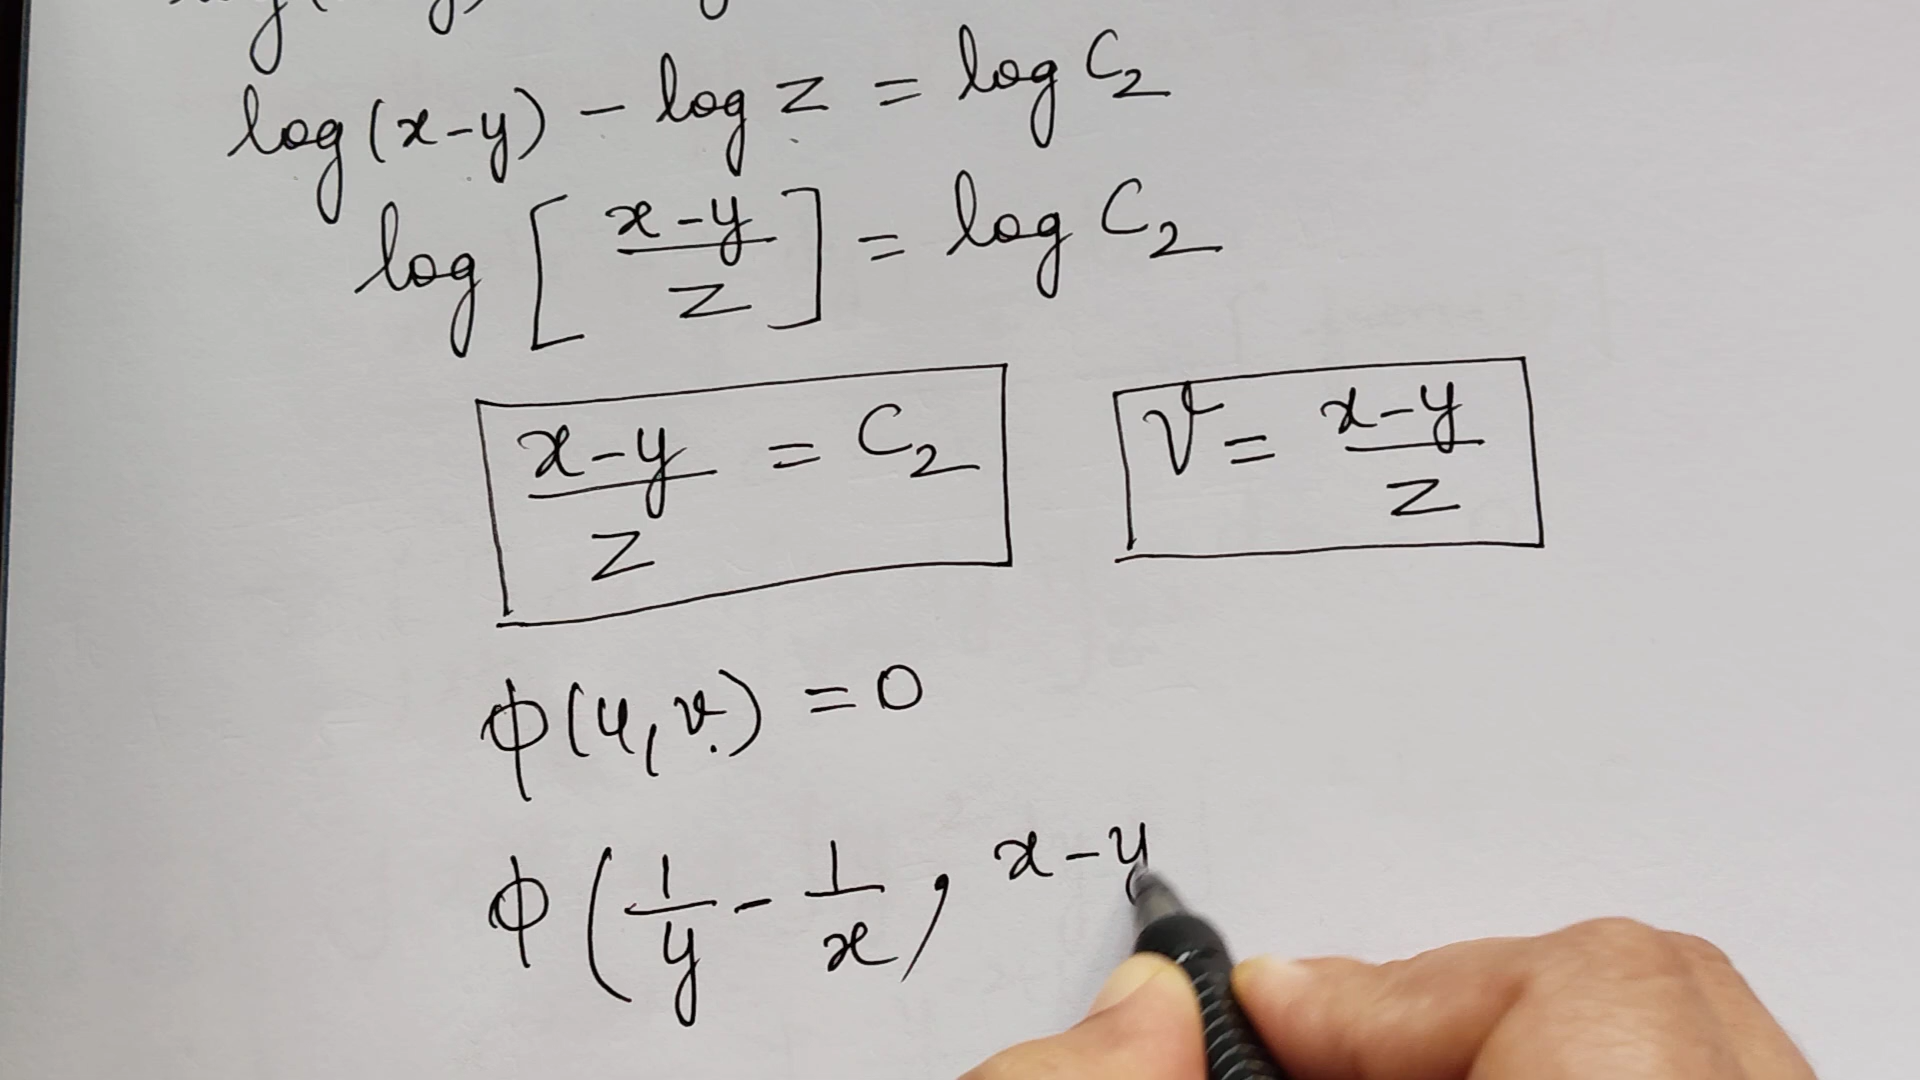 log(x-y) - log z = log C₂
log [ (x-y)/z ] = log C₂
(x-y)/z = C₂   V = (x-y)/z
φ(u, v) = 0
φ ( 1/y - 1/x , x-y